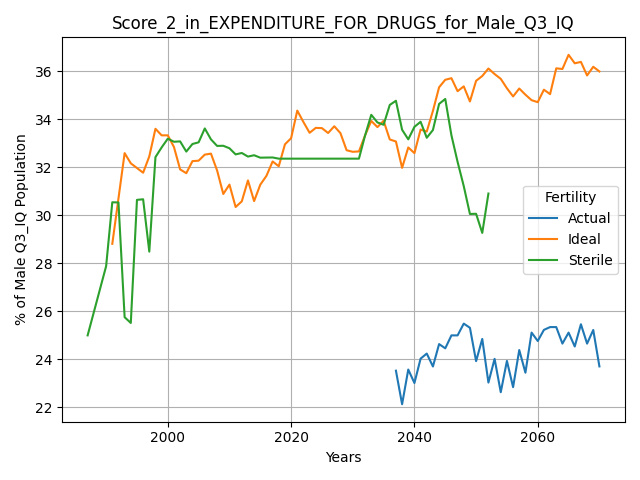 Score_2_in_EXPENDITURE_FOR_DRUGS_for_Male_Q3_IQ
% of Male Q3_IQ Population
36
34
32
30
28
26
24
22
Fertility
Actual
Ideal
Sterile
2000 2020 2040 2060
Years